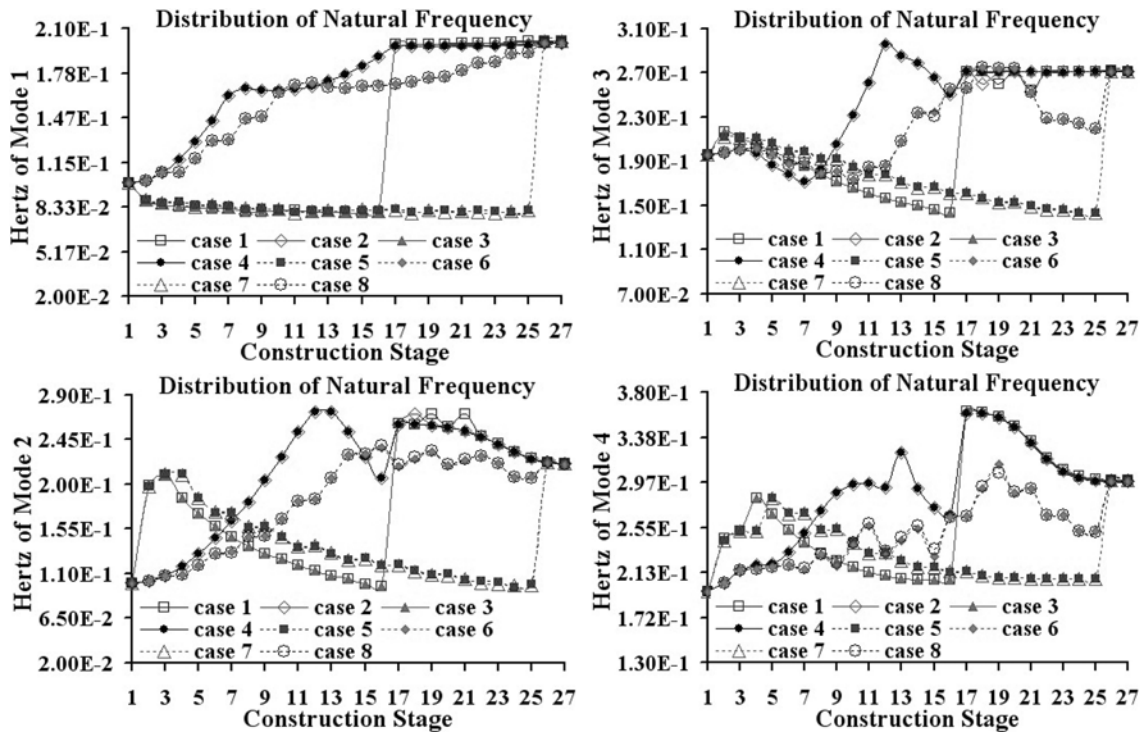 Distribution of Natural Frequency
Hertz of Mode 1
2.10E-1
1.78E-1
1.47E-1
1.15E-1
8.33E-2
5.17E-2
2.00E-2
case 1 case 2 case 3
case 4 case 5 case 6
case 7 case 8
1 3 5 7 9 11 13 15 17 19 21 23 25 27
Construction Stage
Distribution of Natural Frequency
Hertz of Mode 3
3.10E-1
2.70E-1
2.30E-1
1.90E-1
1.50E-1
1.10E-1
7.00E-2
case 1 case 2 case 3
case 4 case 5 case 6
case 7 case 8
1 3 5 7 9 11 13 15 17 19 21 23 25 27
Construction Stage
Distribution of Natural Frequency
Hertz of Mode 2
2.90E-1
2.45E-1
2.00E-1
1.55E-1
1.10E-1
6.50E-2
2.00E-2
case 1 case 2 case 3
case 4 case 5 case 6
case 7 case 8
1 3 5 7 9 11 13 15 17 19 21 23 25 27
Construction Stage
Distribution of Natural Frequency
Hertz of Mode 4
3.80E-1
3.38E-1
2.97E-1
2.55E-1
2.13E-1
1.72E-1
1.30E-1
case 1 case 2 case 3
case 4 case 5 case 6
case 7 case 8
1 3 5 7 9 11 13 15 17 19 21 23 25 27
Construction Stage